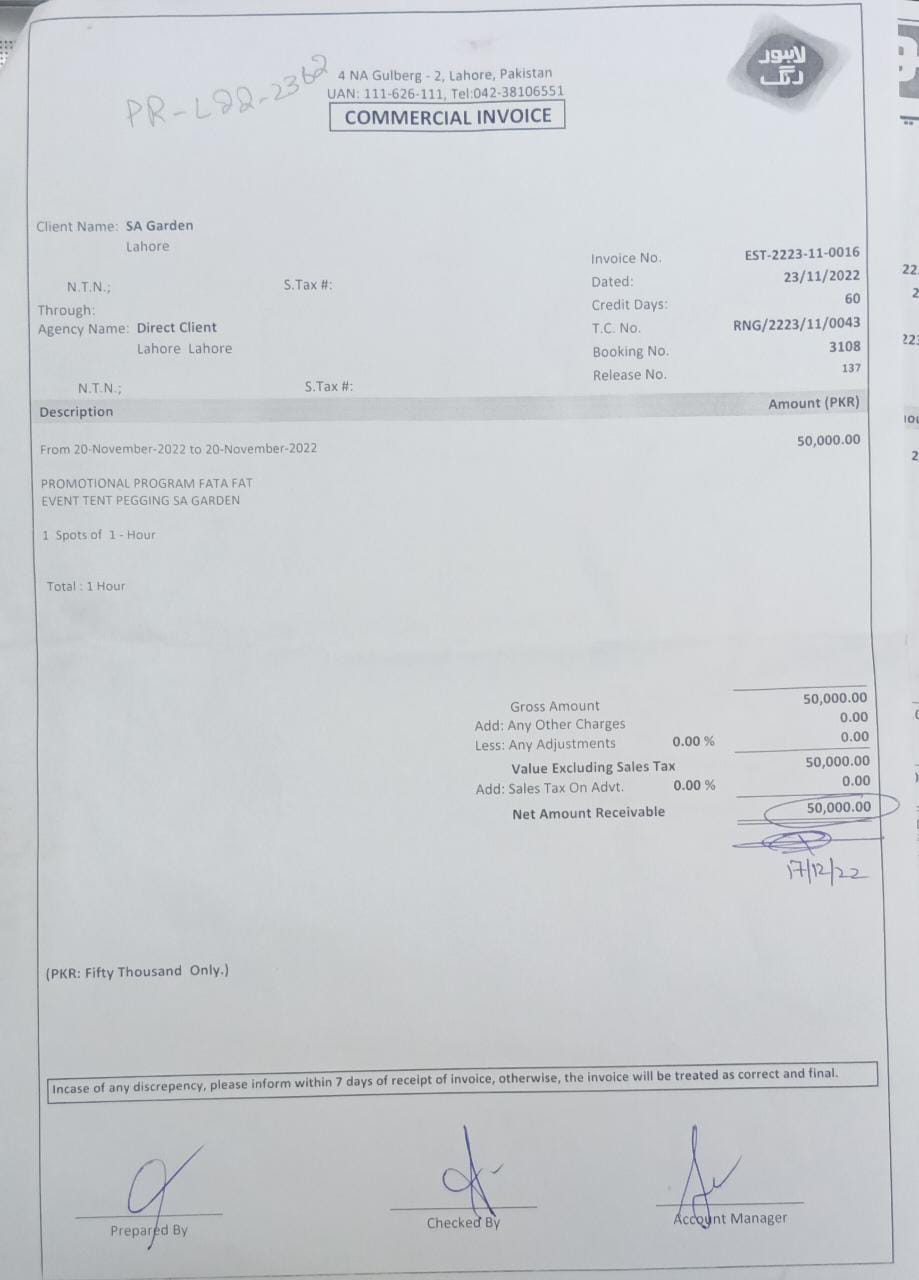 PR-L22-2362
4 NA Gulberg - 2, Lahore, Pakistan
UAN: 111-626-111, Tel:042-38106551
COMMERCIAL INVOICE
لاہور
رنگ
Client Name: SA Garden
Lahore
N.T.N.; S.Tax #:
Through:
Agency Name: Direct Client
Lahore Lahore
N.T.N.; S.Tax #:
Invoice No. EST-2223-11-0016
Dated: 23/11/2022
Credit Days: 60
T.C. No. RNG/2223/11/0043
Booking No. 3108
Release No. 137
Description Amount (PKR)
From 20-November-2022 to 20-November-2022 50,000.00
PROMOTIONAL PROGRAM FATA FAT
EVENT TENT PEGGING SA GARDEN
1 Spots of 1 - Hour
Total : 1 Hour
Gross Amount 50,000.00
Add: Any Other Charges 0.00
Less: Any Adjustments 0.00 % 0.00
Value Excluding Sales Tax 50,000.00
Add: Sales Tax On Advt. 0.00 % 0.00
Net Amount Receivable 50,000.00
17/12/22
(PKR: Fifty Thousand Only.)
Incase of any discrepency, please inform within 7 days of receipt of invoice, otherwise, the invoice will be treated as correct and final.
Prepared By Checked By Account Manager